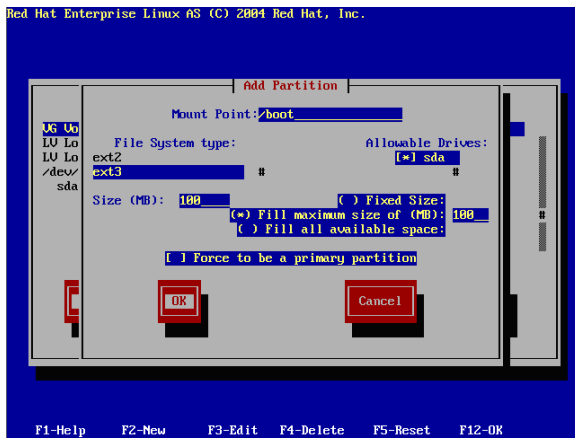 Red Hat Enterprise Linux AS (C) 2004 Red Hat, Inc.
Add Partition
Mount Point:/boot
VG Vo
LV Lo File System type: Allowable Drives:
LV Lo ext2 [*] sda
/dev/ ext3 # #
sda
Size (MB): 100 ( ) Fixed Size:
(*) Fill maximum size of (MB): 100 #
( ) Fill all available space:
[ ] Force to be a primary partition
OK Cancel
F1-Help F2-New F3-Edit F4-Delete F5-Reset F12-OK